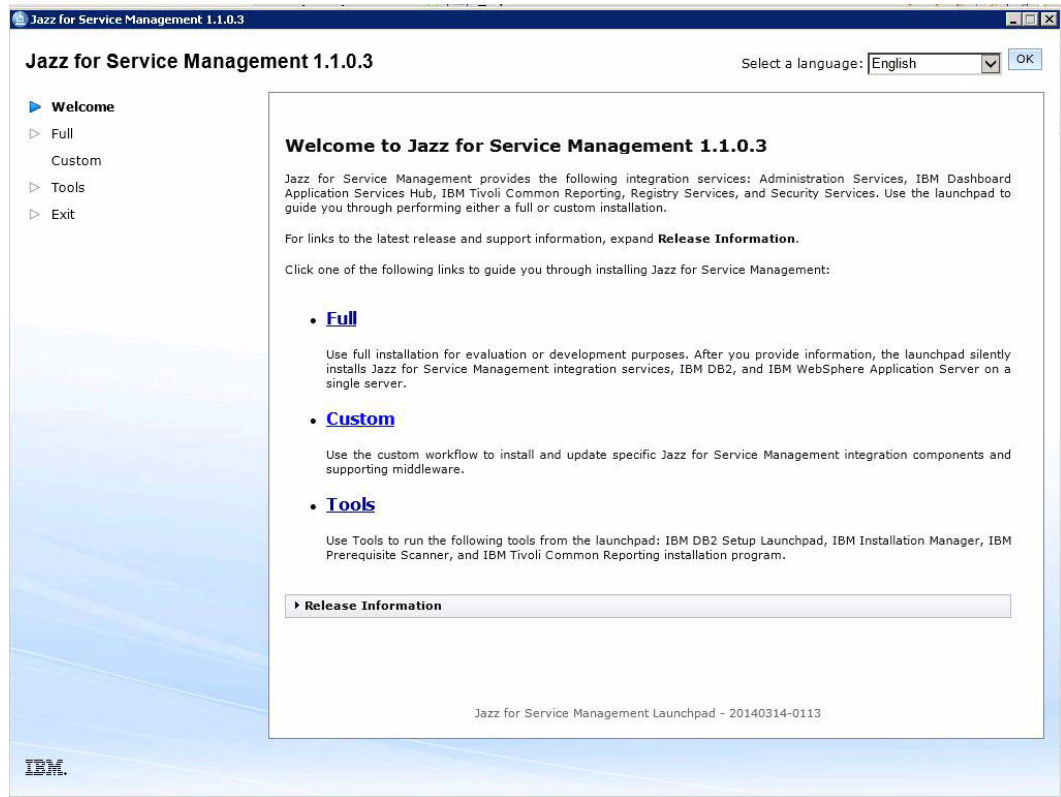 Jazz for Service Management 1.1.0.3
Jazz for Service Management 1.1.0.3
Select a language: English OK
Welcome
Full
Custom
Tools
Exit
Welcome to Jazz for Service Management 1.1.0.3
Jazz for Service Management provides the following integration services: Administration Services, IBM Dashboard
Application Services Hub, IBM Tivoli Common Reporting, Registry Services, and Security Services. Use the launchpad to
guide you through performing either a full or custom installation.
For links to the latest release and support information, expand Release Information.
Click one of the following links to guide you through installing Jazz for Service Management:
• Full
Use full installation for evaluation or development purposes. After you provide information, the launchpad silently
installs Jazz for Service Management integration services, IBM DB2, and IBM WebSphere Application Server on a
single server.
• Custom
Use the custom workflow to install and update specific Jazz for Service Management integration components and
supporting middleware.
• Tools
Use Tools to run the following tools from the launchpad: IBM DB2 Setup Launchpad, IBM Installation Manager, IBM
Prerequisite Scanner, and IBM Tivoli Common Reporting installation program.
Release Information
Jazz for Service Management Launchpad - 20140314-0113
IBM.